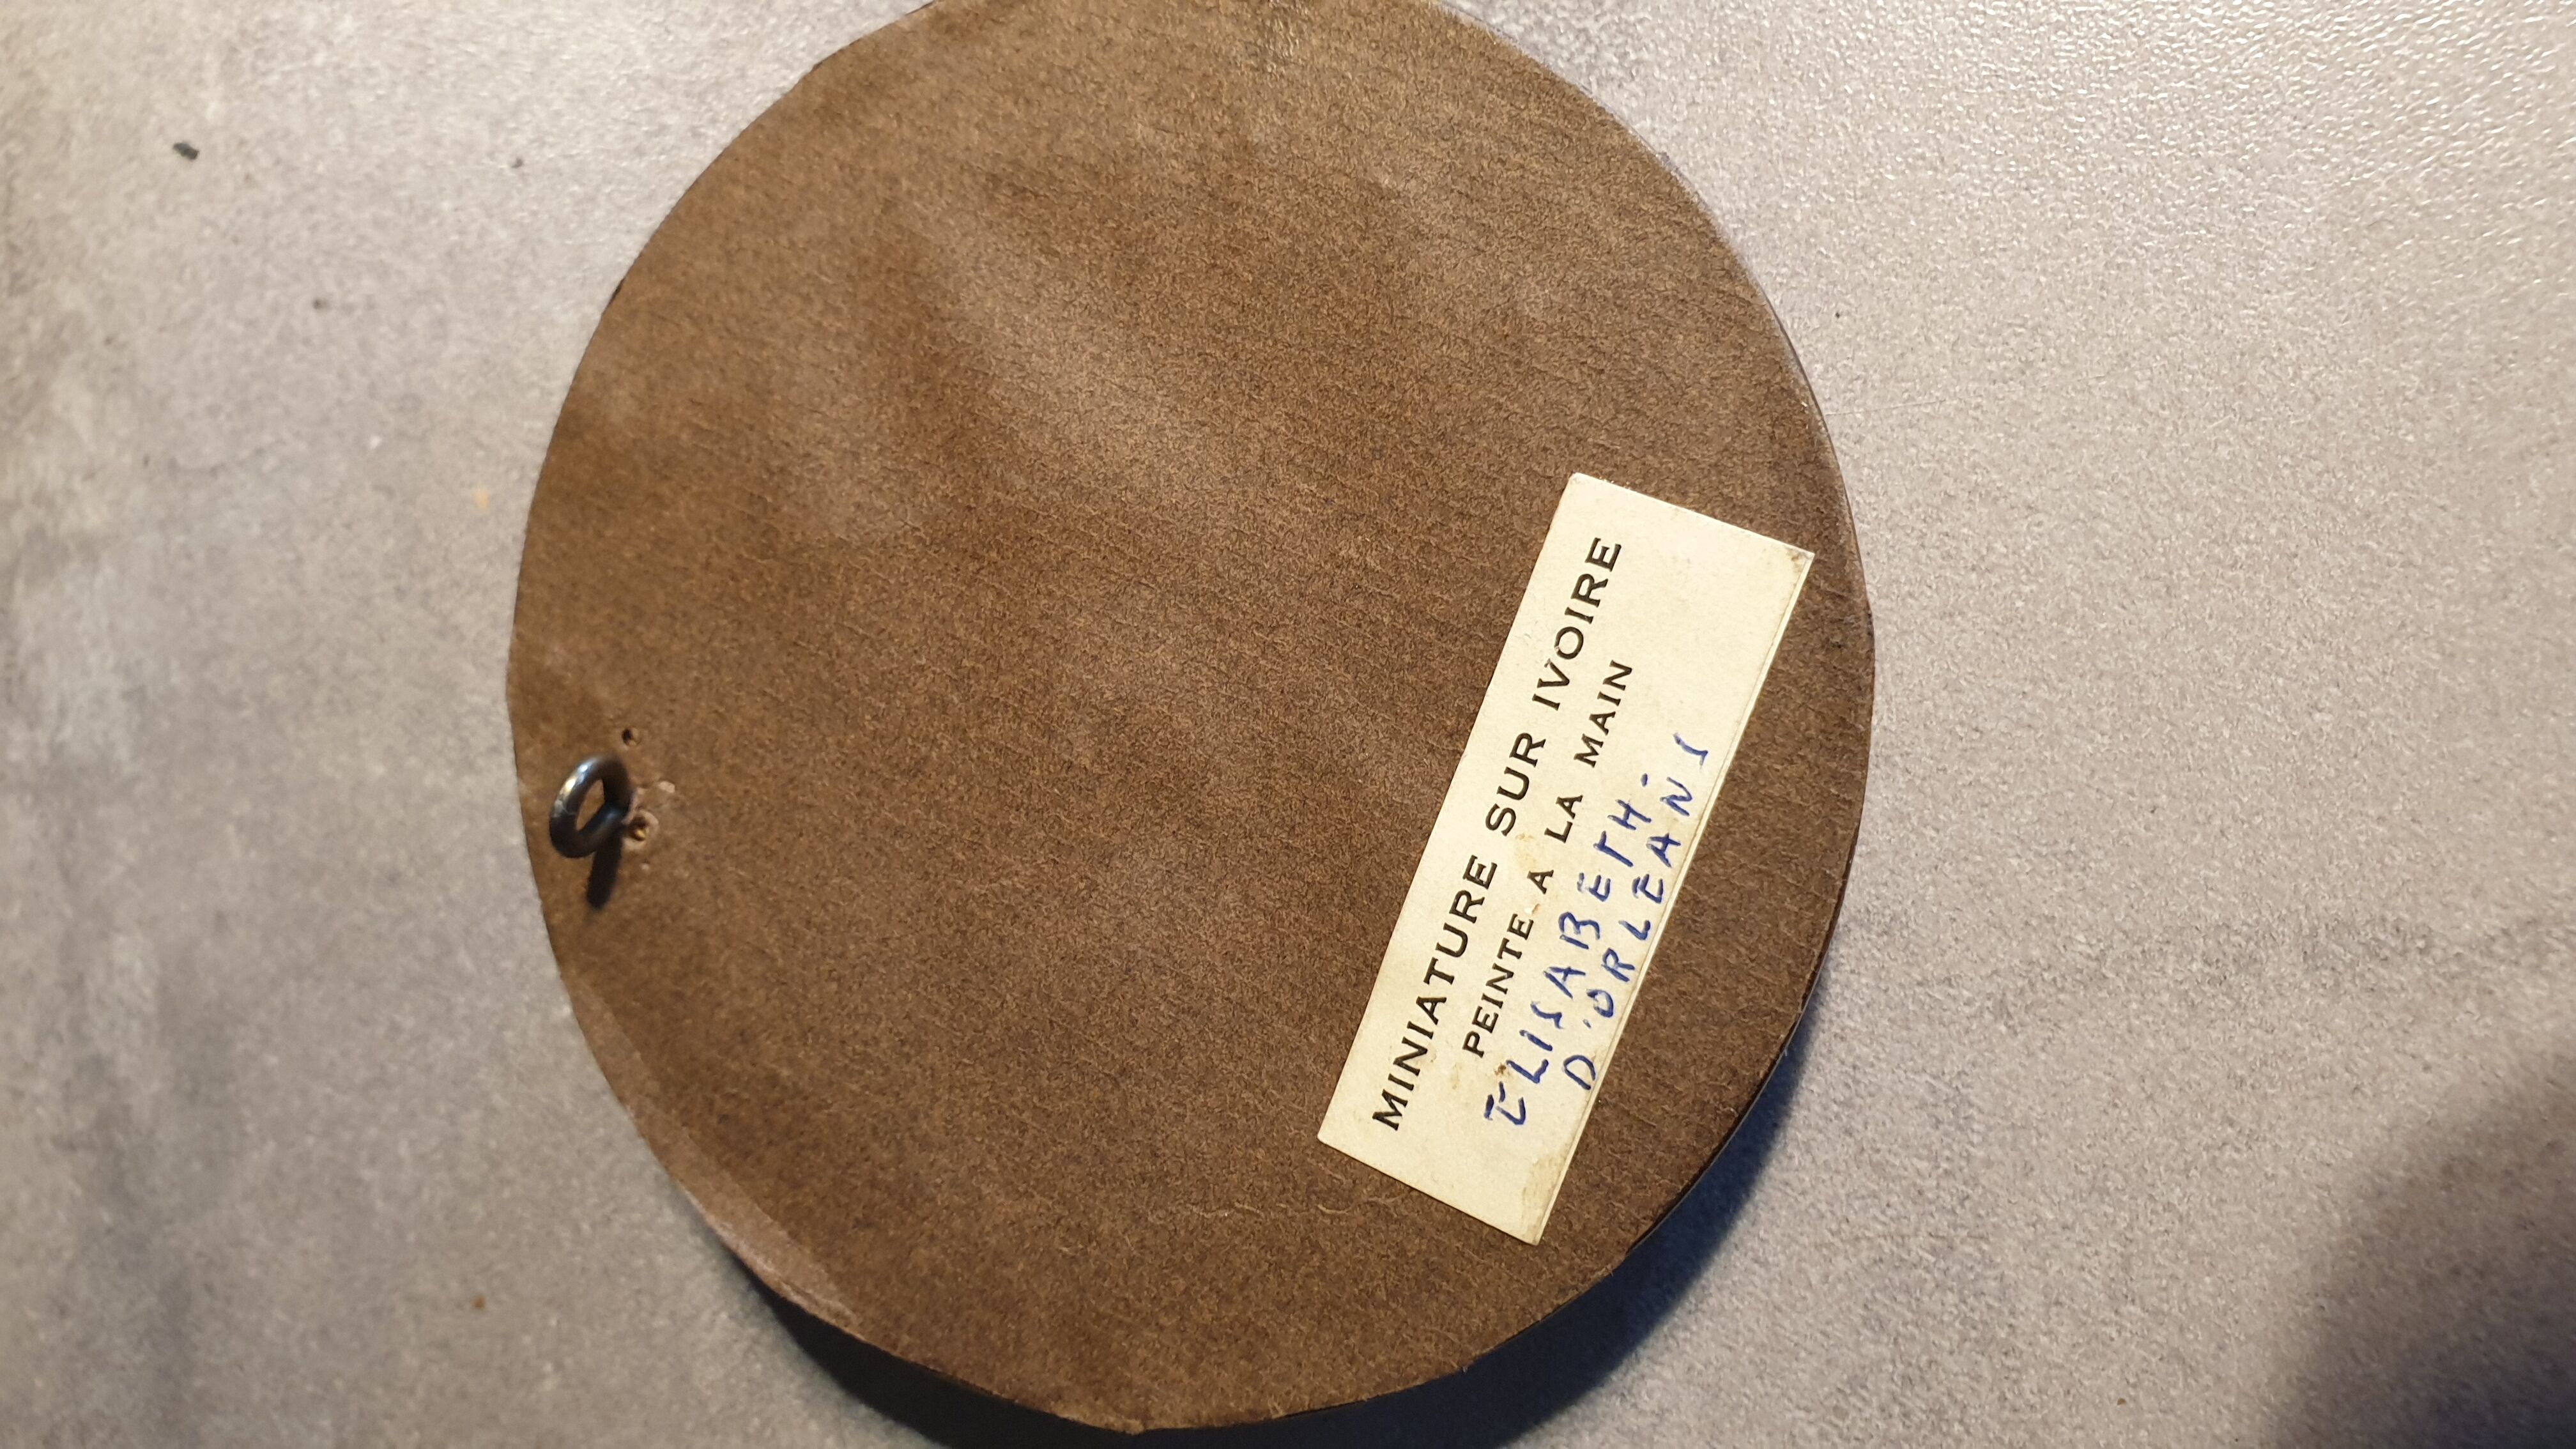 MINIATURE SUR IVOIRE
PEINTE A LA MAIN
ELISABETH-
D'ORLEANS